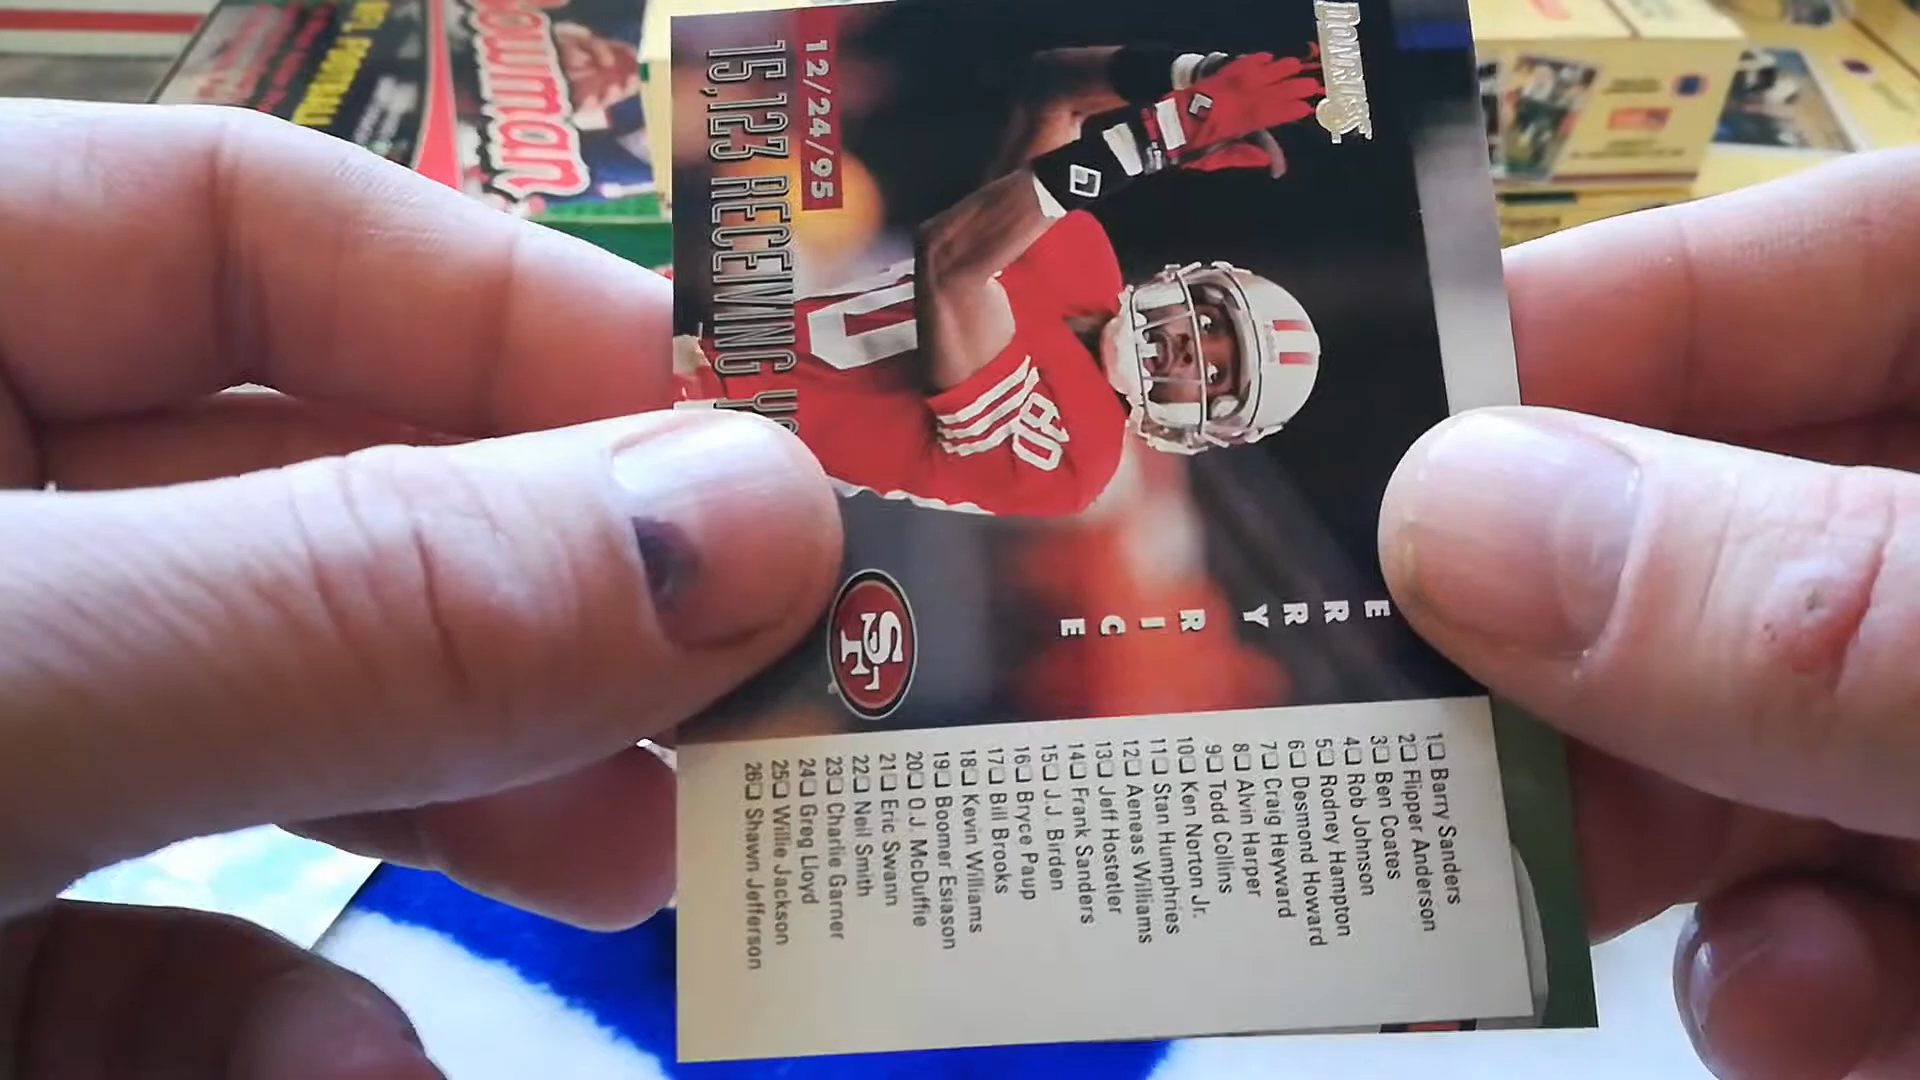 DONRUSS
12/24/95
15,123 RECEIVING
80
ERRY RICE
SF
1 Barry Sanders
2 Flipper Anderson
3 Ben Coates
4 Rob Johnson
5 Rodney Hampton
6 Desmond Howard
7 Craig Heyward
8 Alvin Harper
9 Todd Collins
10 Ken Norton Jr.
11 Stan Humphries
12 Aeneas Williams
13 Jeff Hostetler
14 Frank Sanders
15 J.J. Birden
16 Bryce Paup
17 Bill Brooks
18 Kevin Williams
19 Boomer Esiason
20 O.J. McDuffie
21 Eric Swann
22 Neil Smith
23 Charlie Garner
24 Greg Lloyd
25 Willie Jackson
26 Shawn Jefferson
Bowman